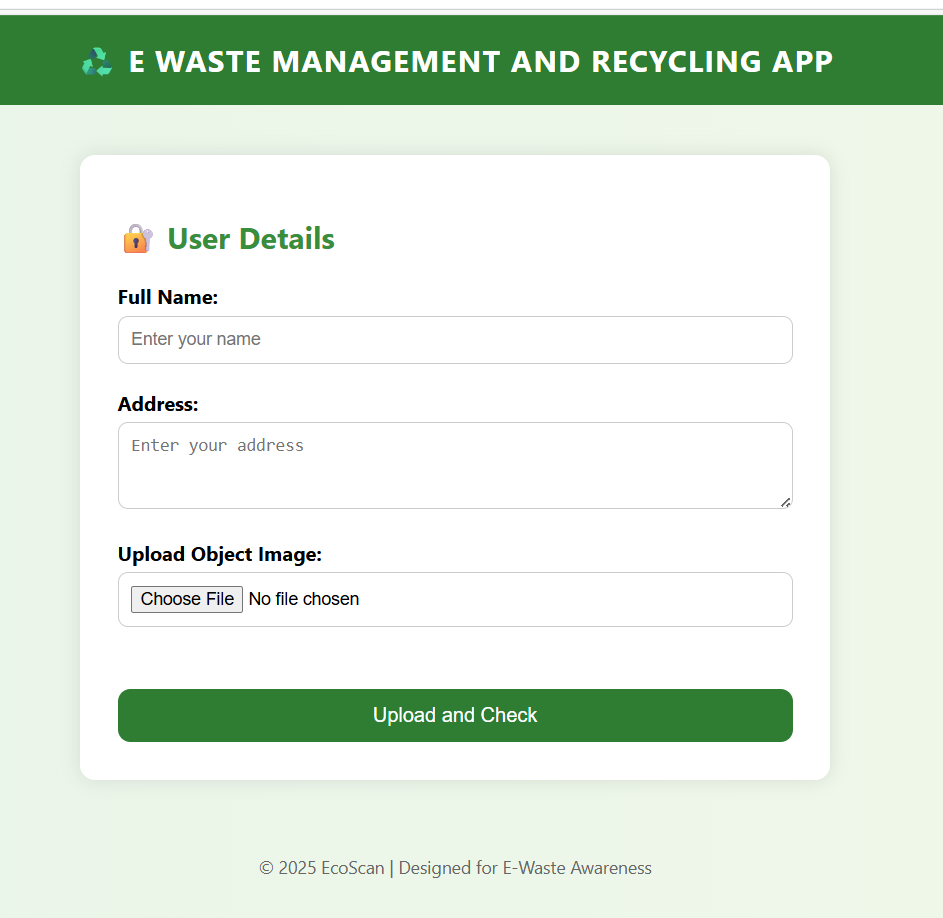 E WASTE MANAGEMENT AND RECYCLING APP
User Details
Full Name:
Enter your name
Address:
Enter your address
Upload Object Image:
Choose File No file chosen
Upload and Check
© 2025 EcoScan | Designed for E-Waste Awareness